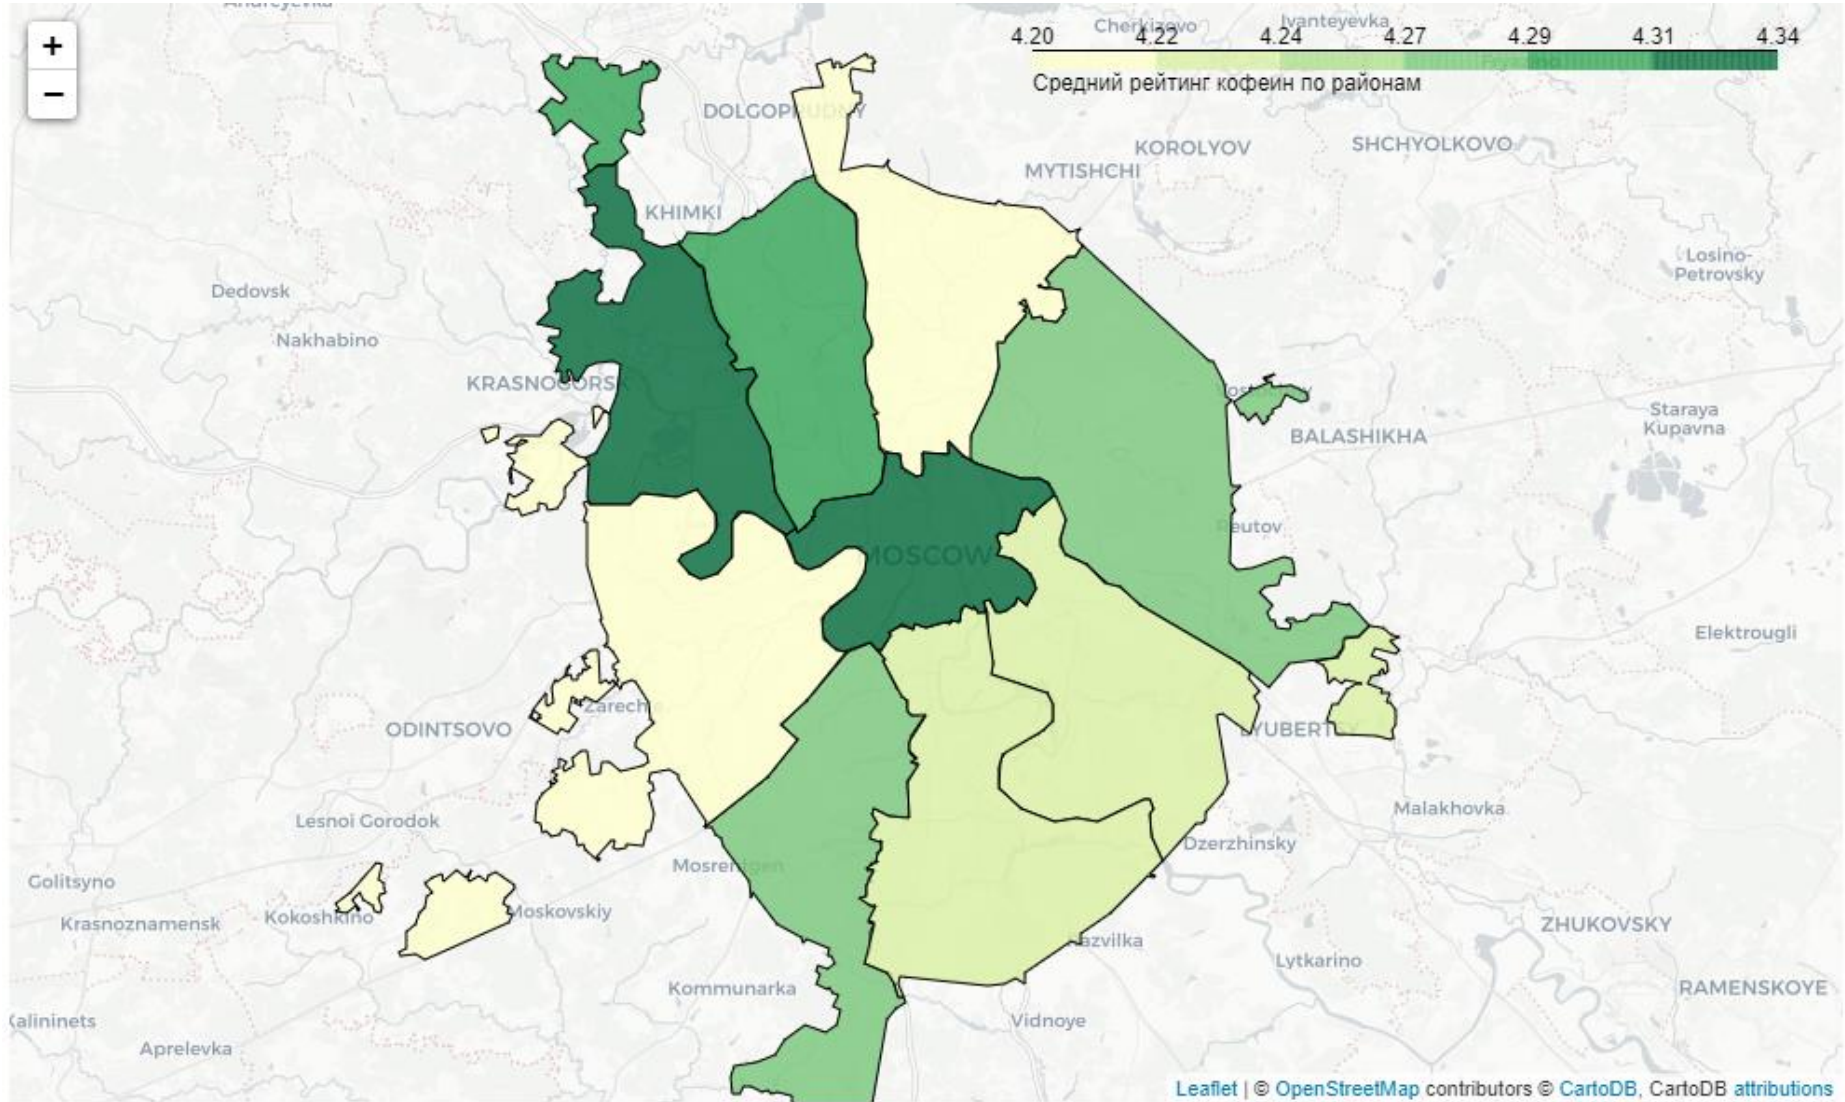 Andreyevka
+
−
Cherkizovo
Ivanteyevka
4.20 4.22 4.24 4.27 4.29 4.31 4.34
Средний рейтинг кофеин по районам
DOLGOPRUDNY
KOROLYOV
SHCHYOLKOVO
MYTISHCHI
KHIMKI
Losino-
Petrovsky
Dedovsk
Nakhabino
KRASNOGORSK
Staraya
Kupavna
BALASHIKHA
Reutov
MOSCOW
Elektrougli
Zarechie
ODINTSOVO
LYUBERTSY
Malakhovka
Lesnoi Gorodok
Dzerzhinsky
Mosrentgen
Golitsyno
Krasnoznamensk
Kokoshkino
Moskovskiy
ZHUKOVSKY
Razvilka
Lytkarino
Kommunarka
RAMENSKOYE
Kalininets
Vidnoye
Aprelevka
Leaflet | © OpenStreetMap contributors © CartoDB, CartoDB attributions